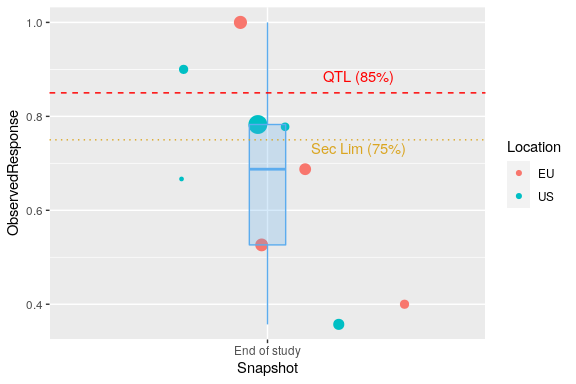 1.0
0.8
0.6
0.4
ObservedResponse
QTL (85%)
Sec LIm (75%)
End of study
Snapshot
Location
EU
US